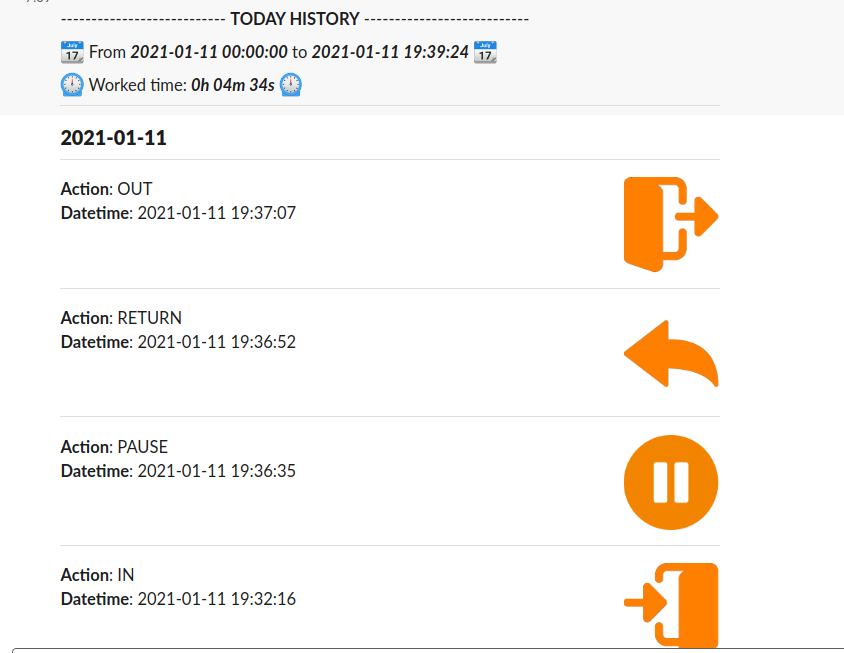 --------------------------- TODAY HISTORY ---------------------------
From 2021-01-11 00:00:00 to 2021-01-11 19:39:24
Worked time: 0h 04m 34s
2021-01-11
Action: OUT
Datetime: 2021-01-11 19:37:07
Action: RETURN
Datetime: 2021-01-11 19:36:52
Action: PAUSE
Datetime: 2021-01-11 19:36:35
Action: IN
Datetime: 2021-01-11 19:32:16